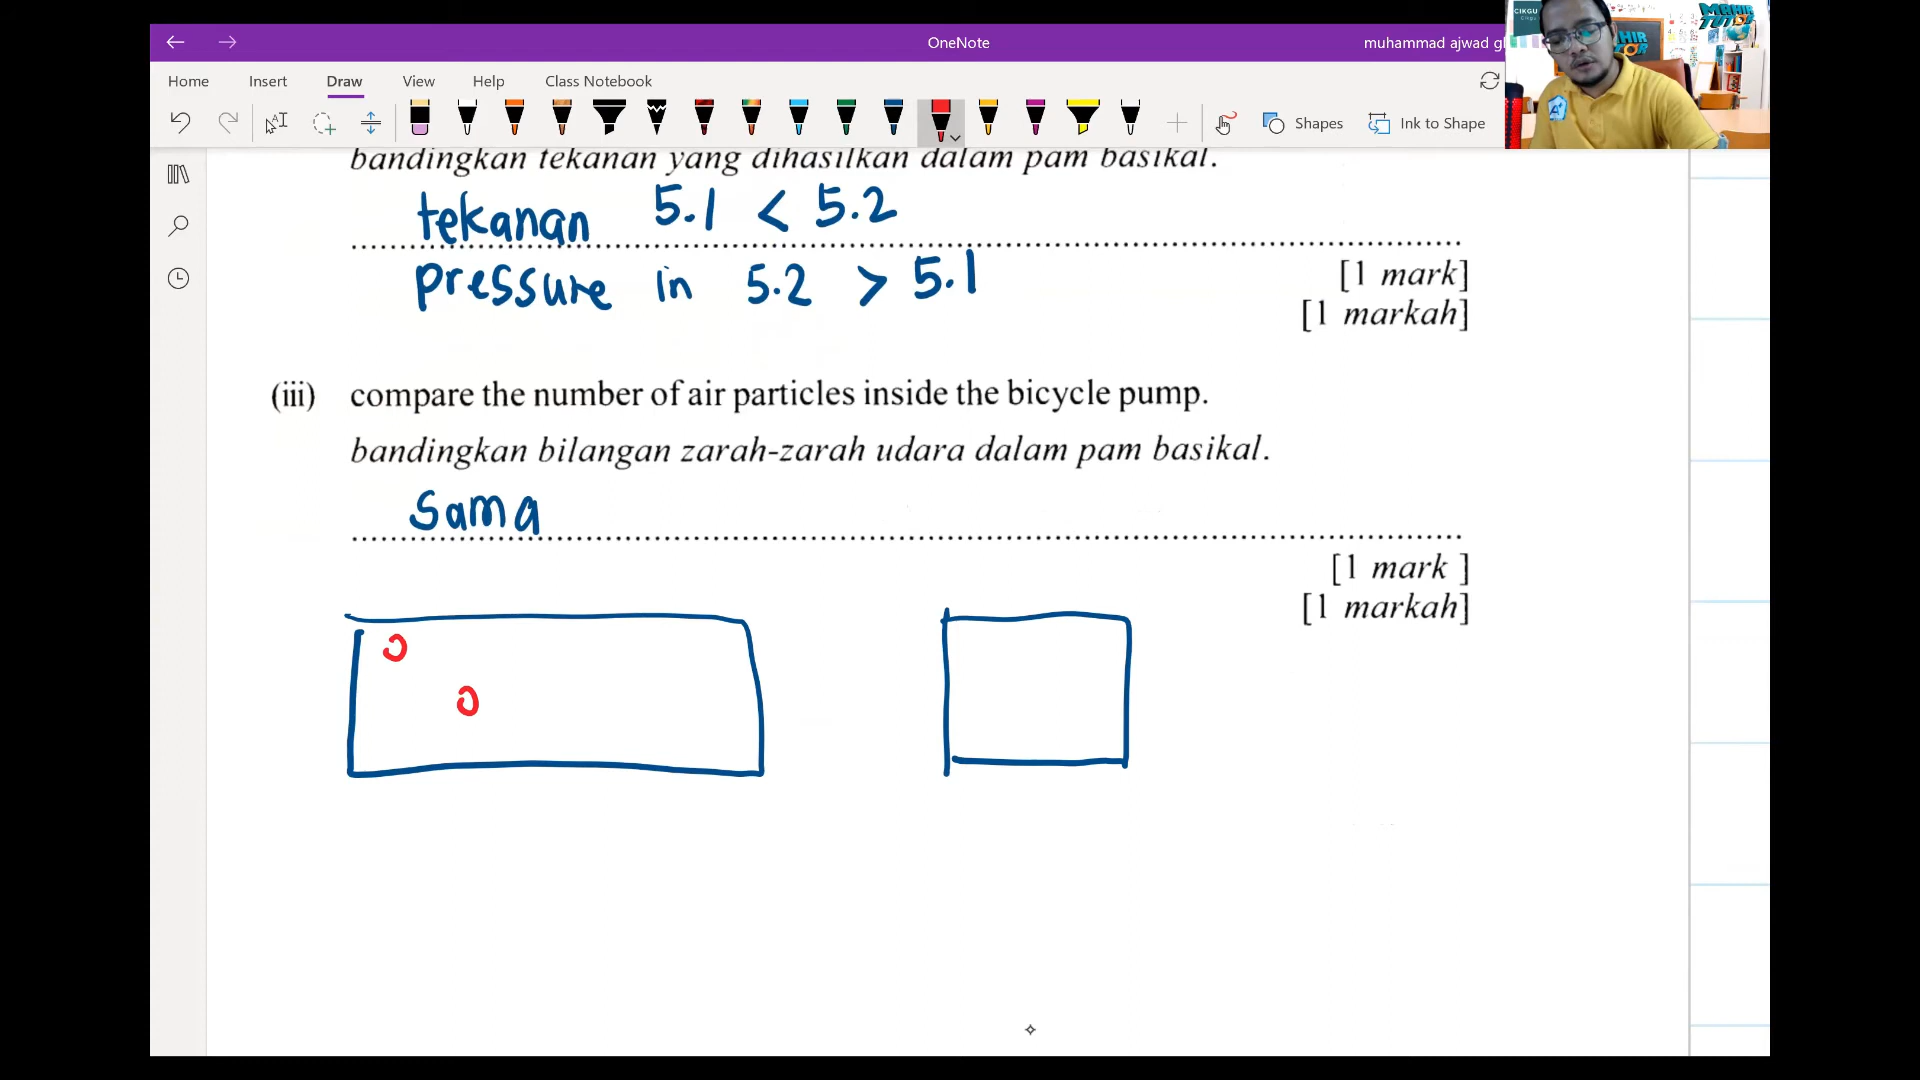 OneNote
muhammad ajwad gh
CIKGU
Home Insert Draw View Help Class Notebook
Shapes Ink to Shape
bandingkan tekanan yang dihasilkan dalam pam basikal.
tekanan 5.1 < 5.2
pressure in 5.2 > 5.1
[1 mark]
[1 markah]
(iii) compare the number of air particles inside the bicycle pump.
bandingkan bilangan zarah-zarah udara dalam pam basikal.
sama
[1 mark ]
[1 markah]